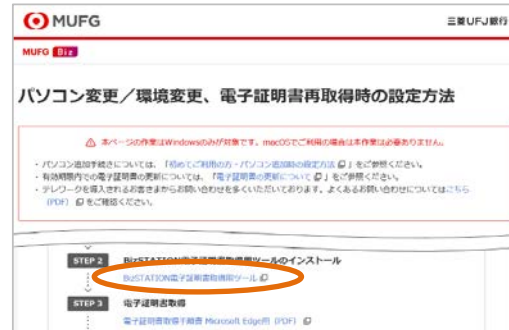 MUFG
三菱UFJ銀行
MUFG Biz
パソコン変更／環境変更、電子証明書再取得時の設定方法
本ページの作業はWindowsのみが対象です。macOSでご利用の場合は本作業は必要ありません。
・パソコン追加手続きについては、「初めてご利用の方・パソコン追加時の設定方法」をご参照ください。
・有効期限内での電子証明書の更新については、「電子証明書の更新について」をご参照ください。
・テレワークを導入されるお客さまからお問い合わせを多くいただいております。よくあるお問い合わせについてはこちら
(PDF) をご確認ください。
STEP 2 BizSTATION電子証明書取得用ツールのインストール
BizSTATION電子証明書取得用ツール
STEP 3 電子証明書取得
電子証明書取得手順書 Microsoft Edge用 (PDF)